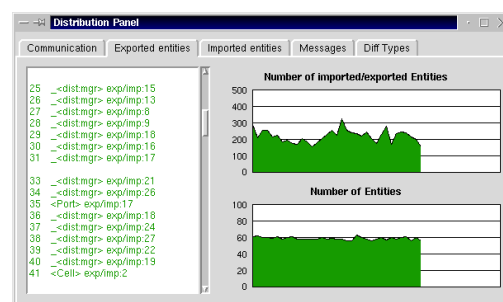 Distribution Panel
Communication Exported entities Imported entities Messages Diff Types
25 _<dist:mgr> exp/imp:15
26 _<dist:mgr> exp/imp:13
27 _<dist:mgr> exp/imp:8
28 _<dist:mgr> exp/imp:9
29 _<dist:mgr> exp/imp:18
30 _<dist:mgr> exp/imp:16
31 _<dist:mgr> exp/imp:17
33 _<dist:mgr> exp/imp:21
34 _<dist:mgr> exp/imp:26
35 <Port> exp/imp:17
36 _<dist:mgr> exp/imp:18
37 _<dist:mgr> exp/imp:24
38 _<dist:mgr> exp/imp:27
39 _<dist:mgr> exp/imp:22
40 _<dist:mgr> exp/imp:19
41 <Cell> exp/imp:2
Number of imported/exported Entities
500
400
300
200
100
0
Number of Entities
100
80
60
40
20
0